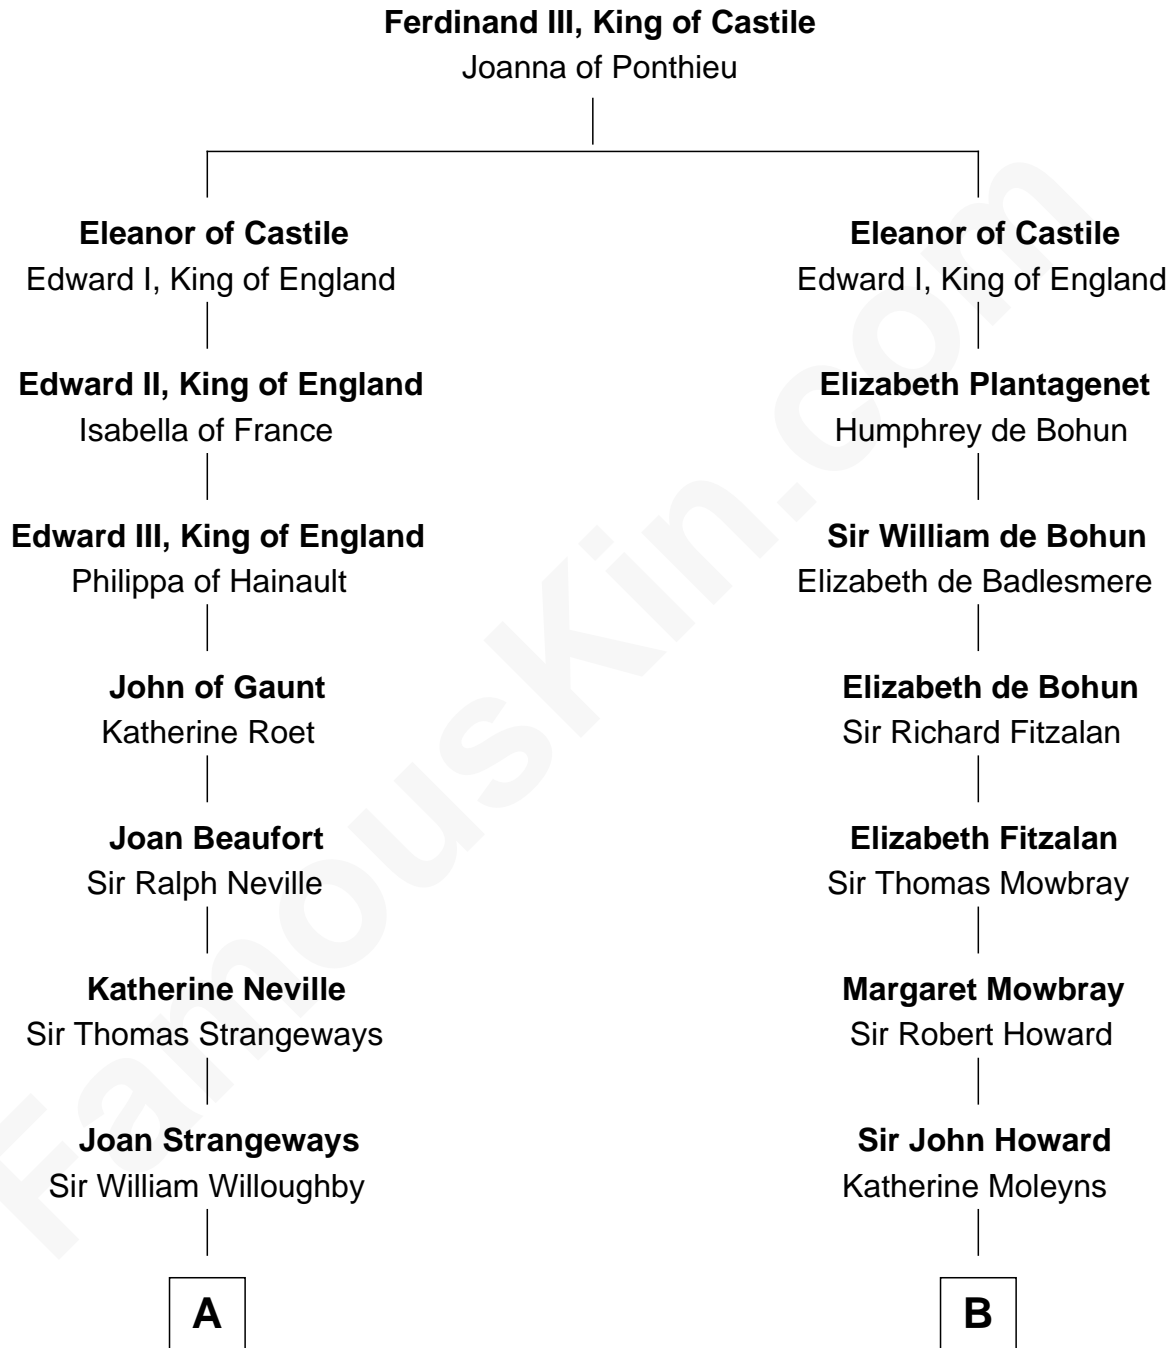 Ferdinand III, King of Castile
Joanna of Ponthieu
Eleanor of Castile
Edward I, King of England
Edward II, King of England
Isabella of France
Edward III, King of England
Philippa of Hainault
John of Gaunt
Katherine Roet
Joan Beaufort
Sir Ralph Neville
Katherine Neville
Sir Thomas Strangeways
Joan Strangeways
Sir William Willoughby
A
Eleanor of Castile
Edward I, King of England
Elizabeth Plantagenet
Humphrey de Bohun
Sir William de Bohun
Elizabeth de Badlesmere
Elizabeth de Bohun
Sir Richard Fitzalan
Elizabeth Fitzalan
Sir Thomas Mowbray
Margaret Mowbray
Sir Robert Howard
Sir John Howard
Katherine Moleyns
B
FamousKin.com